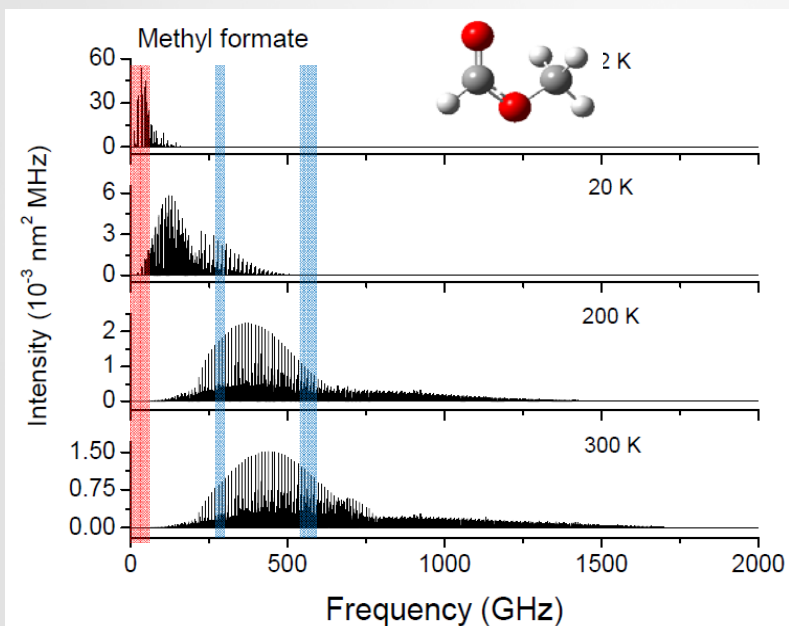 Methyl formate
2 K
60
30
0
20 K
6
3
0
200 K
2
1
0
300 K
1.50
0.75
0.00
0 500 1000 1500 2000
Intensity (10⁻³ nm² MHz)
Frequency (GHz)